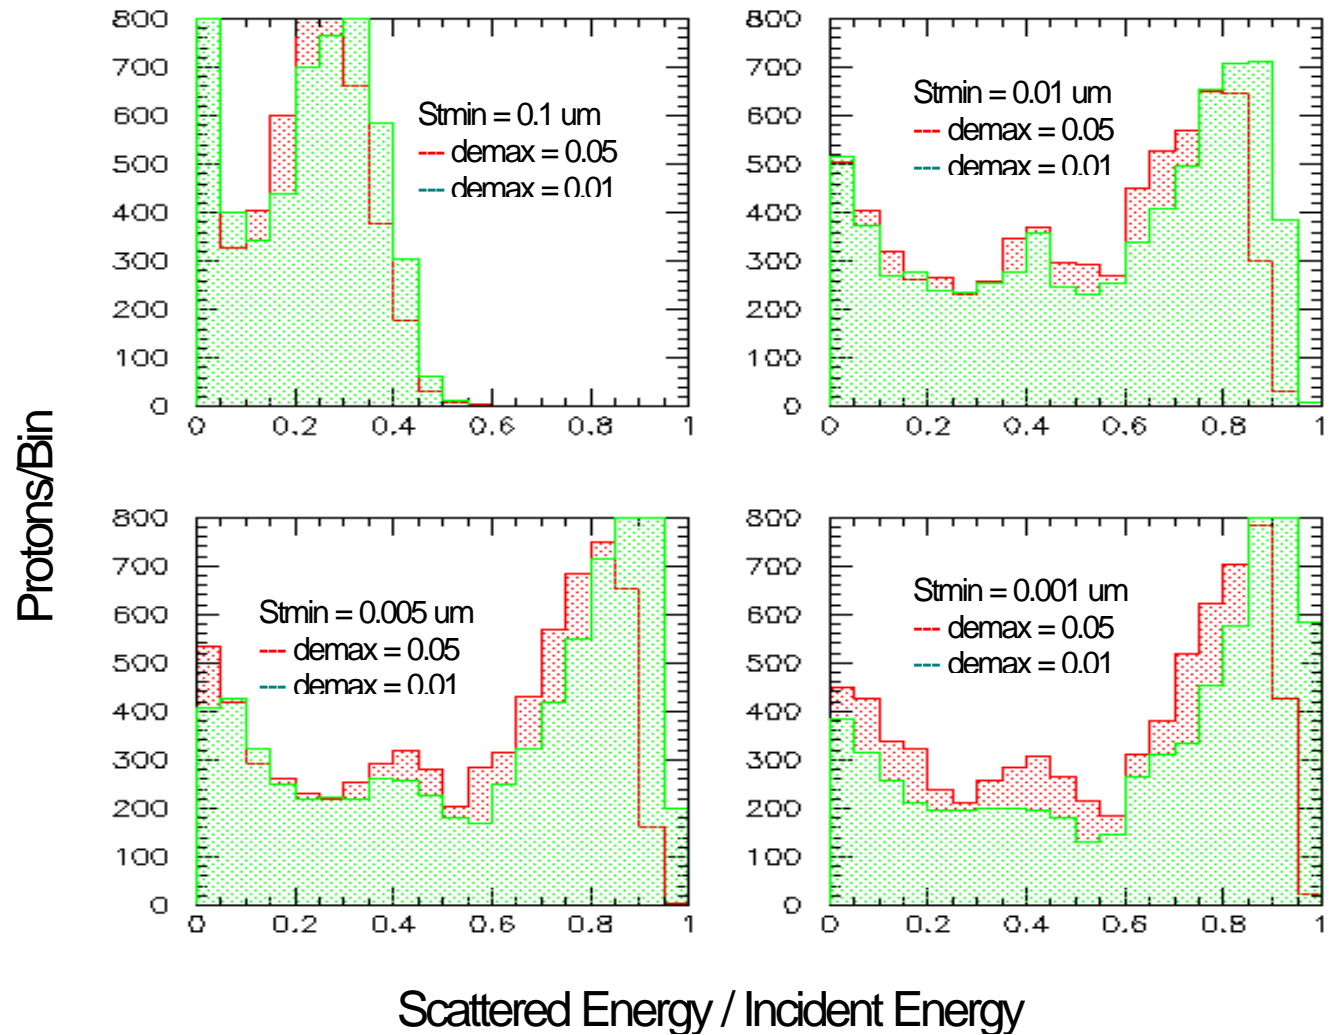 800
700
600
500
400
300
200
100
0
0 0.2 0.4 0.6 0.8 1
Stmin = 0.1 um
demax = 0.05
demax = 0.01
800
700
600
500
400
300
200
100
0
0 0.2 0.4 0.6 0.8 1
Stmin = 0.01 um
demax = 0.05
demax = 0.01
Protons/Bin
800
700
600
500
400
300
200
100
0
0 0.2 0.4 0.6 0.8 1
Stmin = 0.005 um
demax = 0.05
demax = 0.01
800
700
600
500
400
300
200
100
0
0 0.2 0.4 0.6 0.8 1
Stmin = 0.001 um
demax = 0.05
demax = 0.01
Scattered Energy / Incident Energy